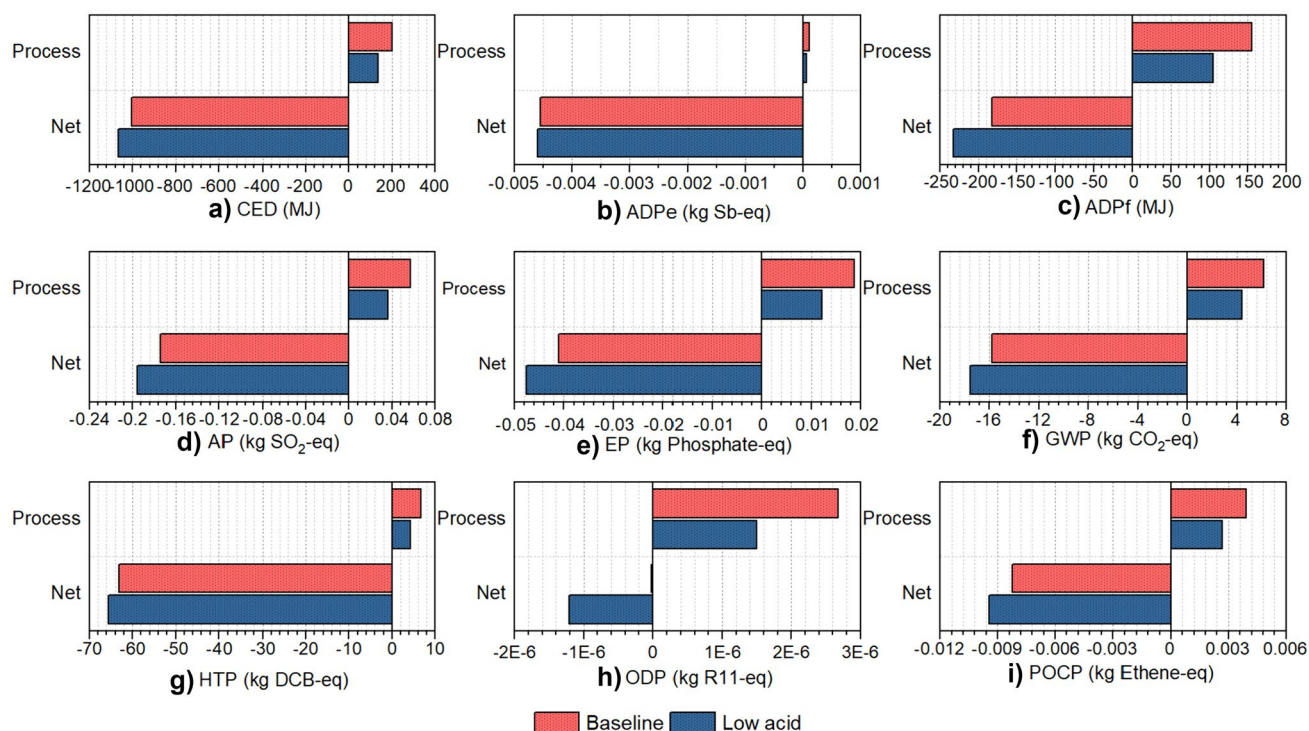 Process
Net
-1200 -1000 -800 -600 -400 -200 0 200 400
a) CED (MJ)
Process
Net
-0.005 -0.004 -0.003 -0.002 -0.001 0 0.001
b) ADPe (kg Sb-eq)
Process
Net
-250 -200 -150 -100 -50 0 50 100 150 200
c) ADPf (MJ)
Process
Net
-0.24 -0.2 -0.16 -0.12 -0.08 -0.04 0 0.04 0.08
d) AP (kg SO₂-eq)
Process
Net
-0.05 -0.04 -0.03 -0.02 -0.01 0 0.01 0.02
e) EP (kg Phosphate-eq)
Process
Net
-20 -16 -12 -8 -4 0 4 8
f) GWP (kg CO₂-eq)
Process
Net
-70 -60 -50 -40 -30 -20 -10 0 10
g) HTP (kg DCB-eq)
Process
Net
-2E-6 -1E-6 0 1E-6 2E-6 3E-6
h) ODP (kg R11-eq)
Process
Net
-0.012 -0.009 -0.006 -0.003 0 0.003 0.006
i) POCP (kg Ethene-eq)
Baseline Low acid